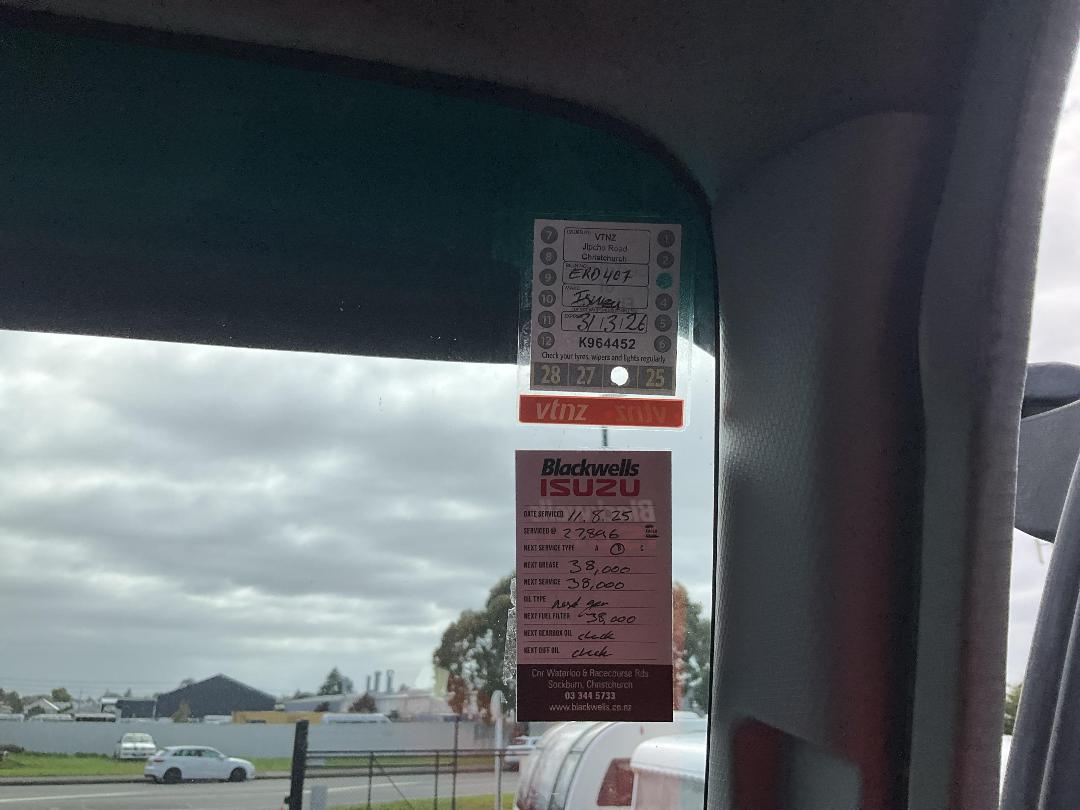 VTNZ
Jipcho Road
Christchurch
ERD407
MAKE
Isuzu
31/3/26
K964452
Check your tyres, wipers and lights regularly
7
8
9
10
11
12
1
2
4
5
6
28 27 25
vtnz
Blackwells
ISUZU
DATE SERVICED 11.8.25
SERVICED @ 27,896
NEXT SERVICE TYPE A B C
NEXT GREASE 38,000
NEXT SERVICE 38,000
OIL TYPE next gen
NEXT FUEL FILTER 38,000
NEXT GEARBOX OIL check
NEXT DIFF OIL check
Cnr Waterloo & Racecourse Rds
Sockburn, Christchurch
03 344 5733
www.blackwells.co.nz